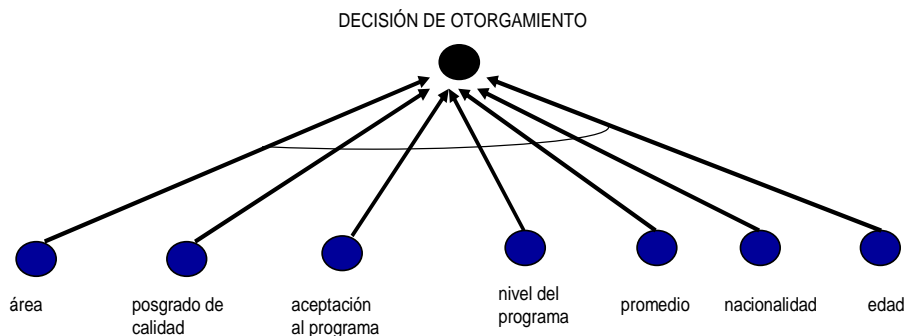 DECISIÓN DE OTORGAMIENTO
área
posgrado de
calidad
aceptación
al programa
nivel del
programa
promedio
nacionalidad
edad